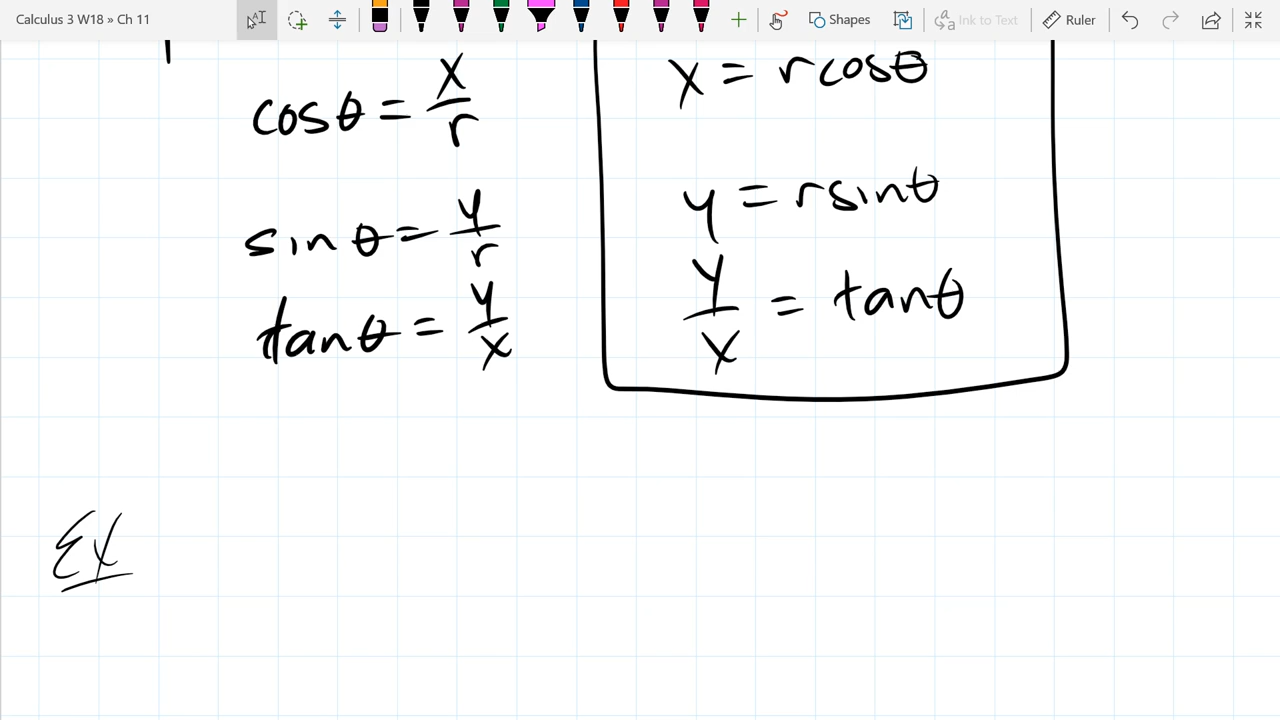 Calculus 3 W18 » Ch 11
Shapes
Ink to Text
Ruler
cosθ = x/r
sinθ = y/r
tanθ = y/x
x = rcosθ
y = rsinθ
y/x = tanθ
Ex